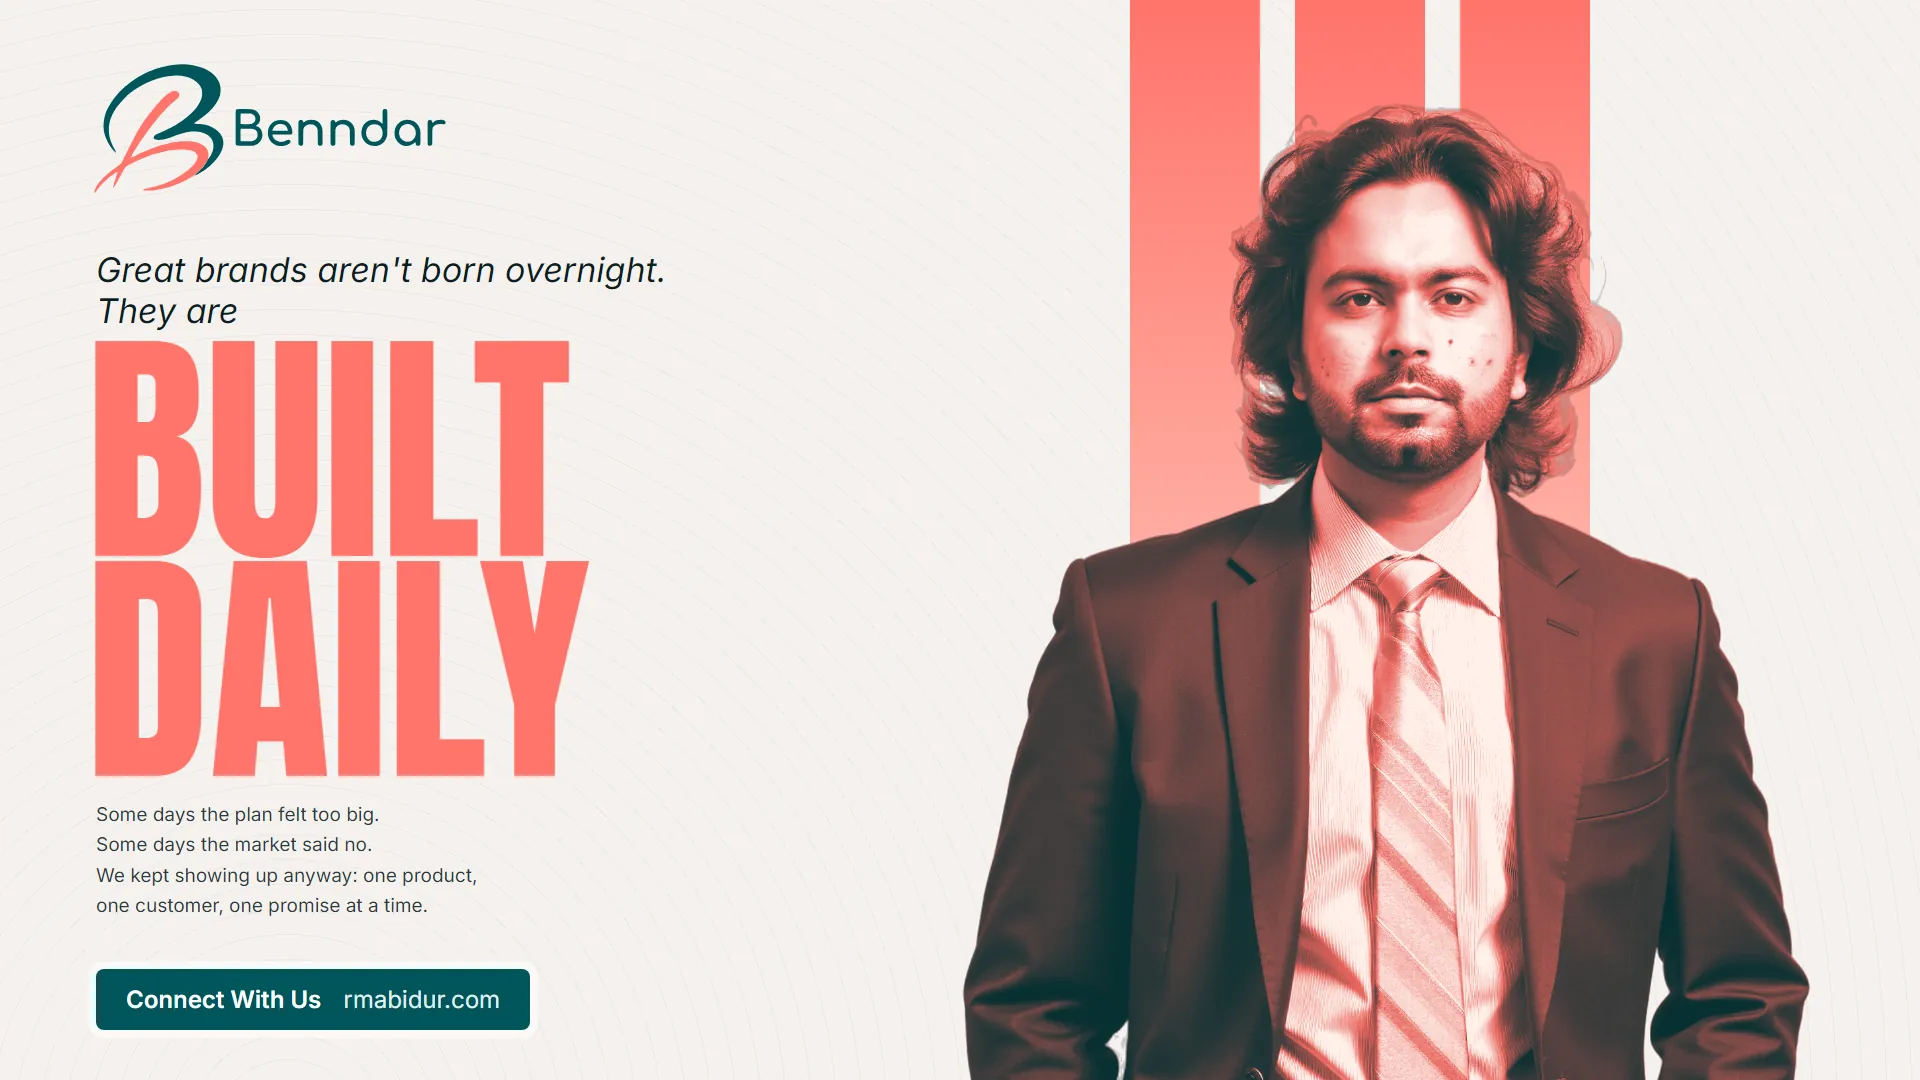 Benndar
Great brands aren't born overnight.
They are
BUILT
DAILY
Some days the plan felt too big.
Some days the market said no.
We kept showing up anyway: one product,
one customer, one promise at a time.
Connect With Us rmabidur.com